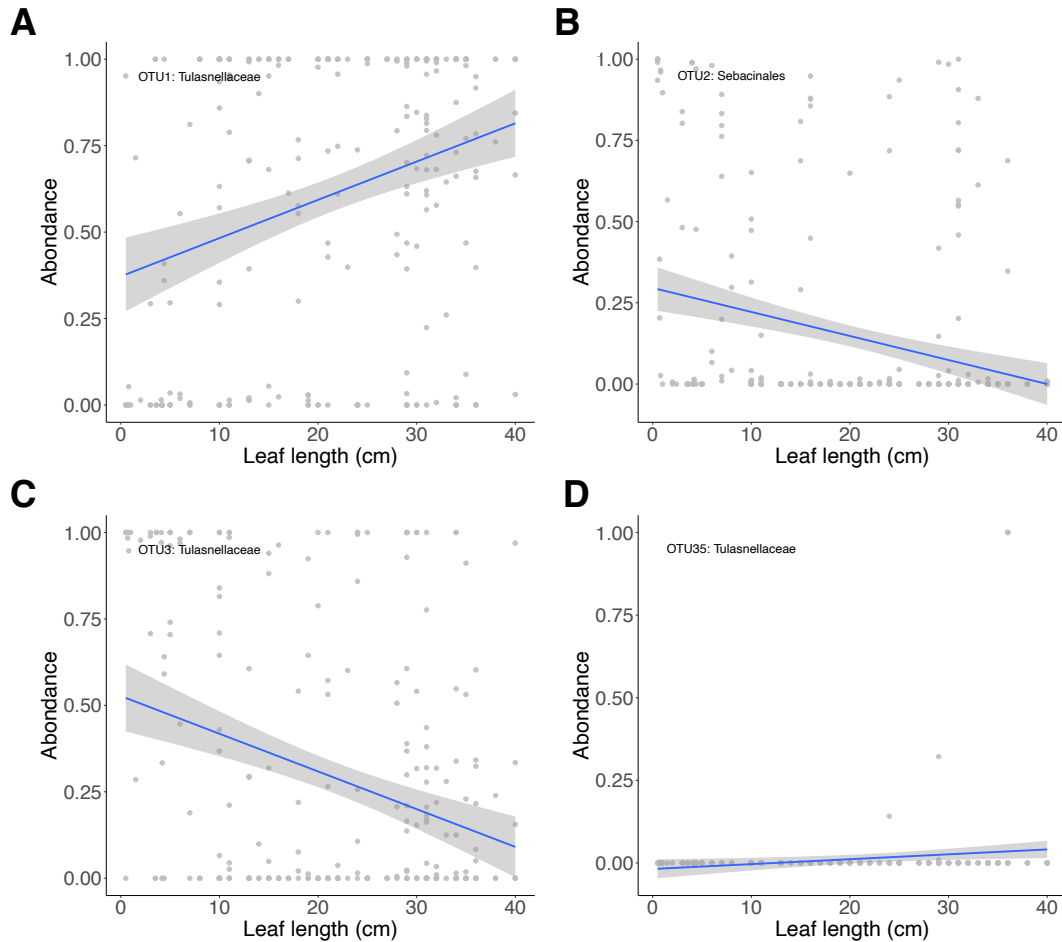 A
1.00
OTU1: Tulasnellaceae
0.75
0.50
0.25
0.00
Abondance
0 10 20 30 40
Leaf length (cm)
B
1.00
OTU2: Sebacinales
0.75
0.50
0.25
0.00
Abondance
0 10 20 30 40
Leaf length (cm)
C
1.00
OTU3: Tulasnellaceae
0.75
0.50
0.25
0.00
Abondance
0 10 20 30 40
Leaf length (cm)
D
1.00
OTU35: Tulasnellaceae
0.75
0.50
0.25
0.00
Abondance
0 10 20 30 40
Leaf length (cm)